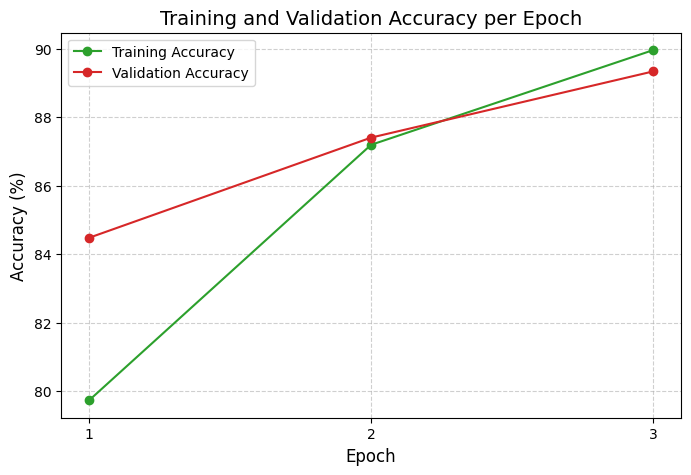 Training and Validation Accuracy per Epoch
Training Accuracy
Validation Accuracy
Accuracy (%)
90
88
86
84
82
80
1
2
3
Epoch